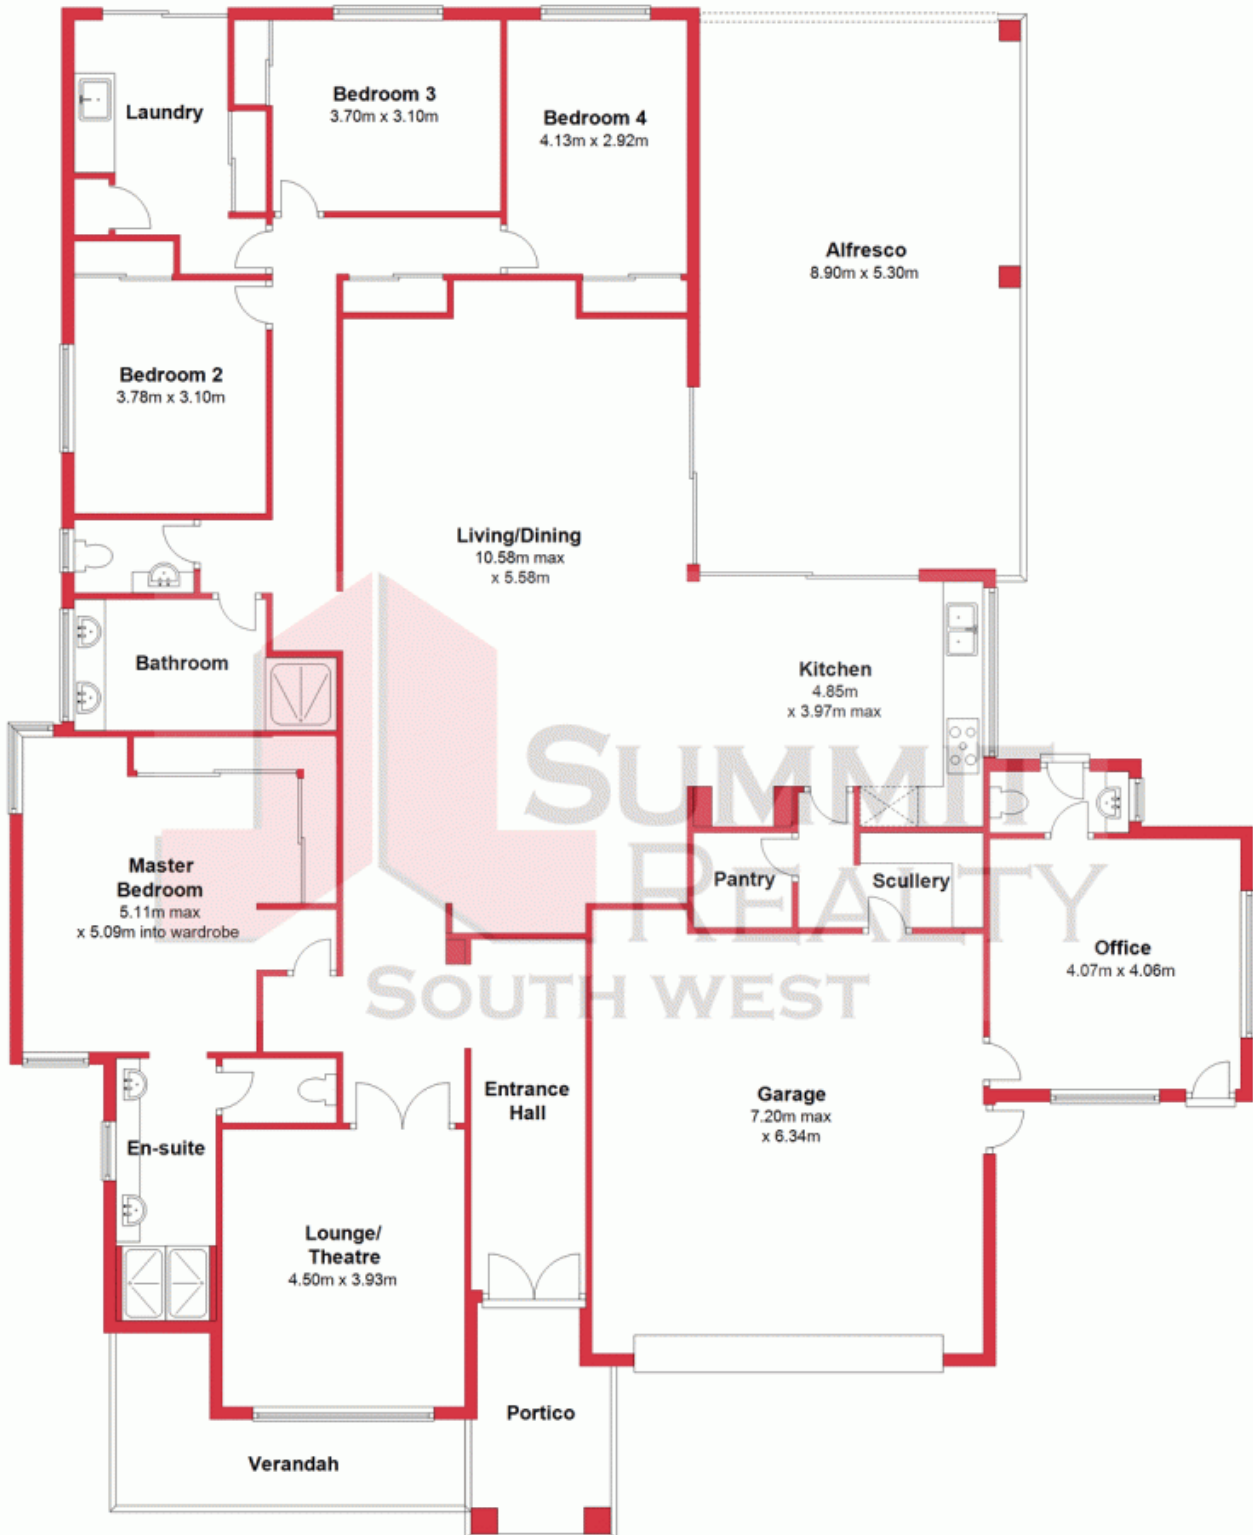 Laundry
Bedroom 3
3.70m x 3.10m
Bedroom 4
4.13m x 2.92m
Alfresco
8.90m x 5.30m
Bedroom 2
3.78m x 3.10m
Living/Dining
10.58m max
x 5.58m
Bathroom
Kitchen
4.85m
x 3.97m max
SUMMIT
REALTY
SOUTH WEST
Master
Bedroom
5.11m max
x 5.09m into wardrobe
Pantry
Scullery
Office
4.07m x 4.06m
Entrance
Hall
Garage
7.20m max
x 6.34m
En-suite
Lounge/
Theatre
4.50m x 3.93m
Portico
Verandah